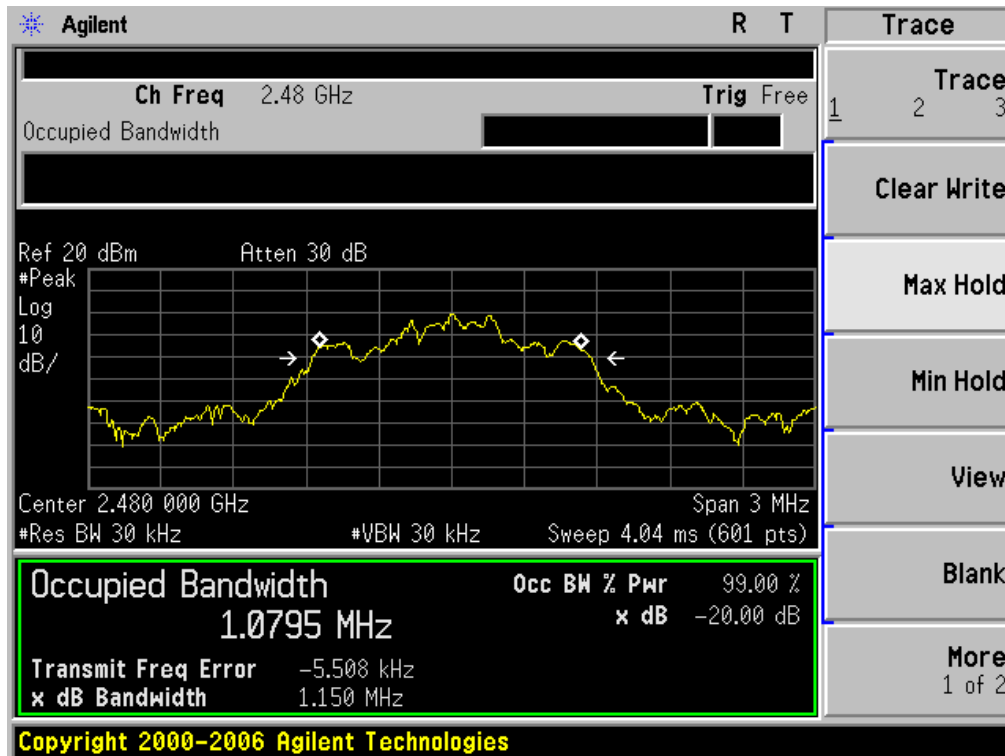 Agilent R T
Trace
Ch Freq 2.48 GHz Trig Free
Occupied Bandwidth
Trace
1 2 3
Clear Write
Max Hold
Min Hold
View
Blank
More
1 of 2
Ref 20 dBm Atten 30 dB
#Peak
Log
10
dB/
Center 2.480 000 GHz Span 3 MHz
#Res BW 30 kHz #VBW 30 kHz Sweep 4.04 ms (601 pts)
Occupied Bandwidth Occ BW % Pwr 99.00 %
1.0795 MHz x dB -20.00 dB
Transmit Freq Error -5.508 kHz
x dB Bandwidth 1.150 MHz
Copyright 2000-2006 Agilent Technologies